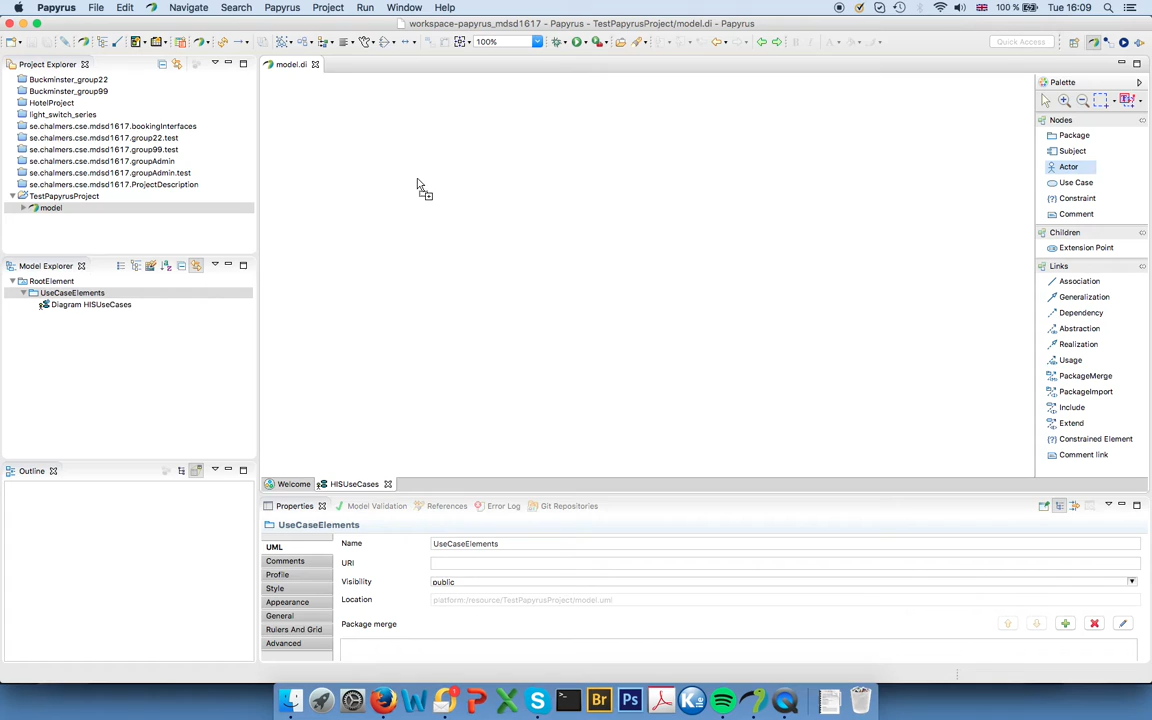 Papyrus File Edit Navigate Search Papyrus Project Run Window Help 100 % Tue 16:09
workspace-papyrus_mdsd1617 - Papyrus - TestPapyrusProject/model.di - Papyrus
100% Quick Access
Project Explorer
Buckminster_group22
Buckminster_group99
HotelProject
light_switch_series
se.chalmers.cse.mdsd1617.bookingInterfaces
se.chalmers.cse.mdsd1617.group22.test
se.chalmers.cse.mdsd1617.group99.test
se.chalmers.cse.mdsd1617.groupAdmin
se.chalmers.cse.mdsd1617.groupAdmin.test
se.chalmers.cse.mdsd1617.ProjectDescription
TestPapyrusProject
model
Model Explorer
RootElement
UseCaseElements
Diagram HISUseCases
Outline
model.di
Palette
Nodes
Package
Subject
Actor
Use Case
Constraint
Comment
Children
Extension Point
Links
Association
Generalization
Dependency
Abstraction
Realization
Usage
PackageMerge
PackageImport
Include
Extend
Constrained Element
Comment link
Welcome HISUseCases
Properties Model Validation References Error Log Git Repositories
UseCaseElements
UML
Comments
Profile
Style
Appearance
General
Rulers And Grid
Advanced
Name UseCaseElements
URI
Visibility public
Location platform:/resource/TestPapyrusProject/model.uml
Package merge